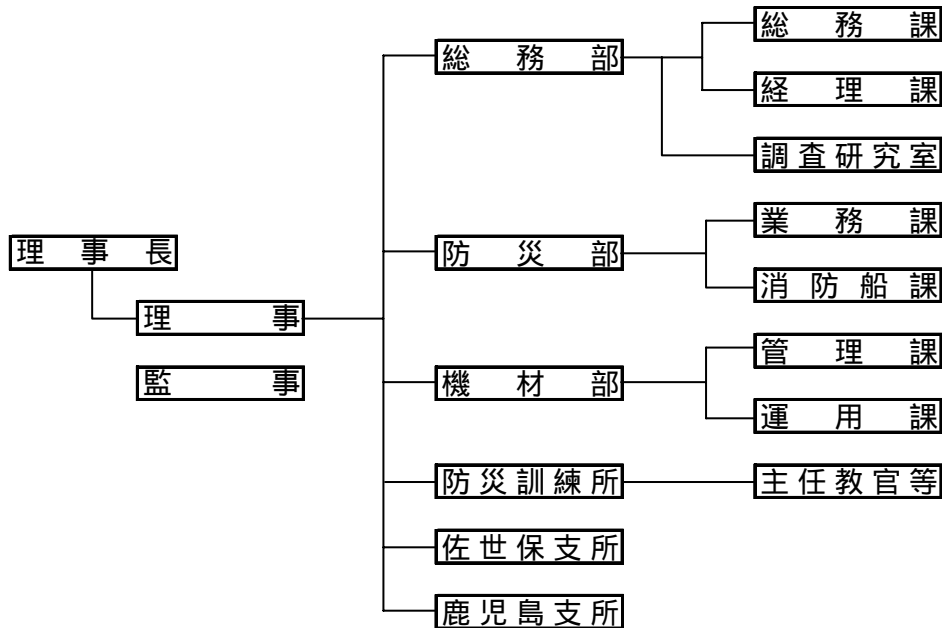 理事長
理事
監事
総務部
総務課
経理課
調査研究室
防災部
業務課
消防船課
機材部
管理課
運用課
防災訓練所
主任教官等
佐世保支所
鹿児島支所